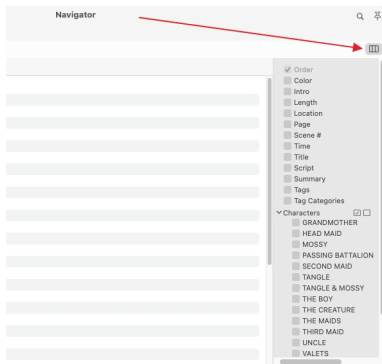 Navigator
Order
Color
Intro
Length
Location
Page
Scene #
Time
Title
Script
Summary
Tags
Tag Categories
Characters
GRANDMOTHER
HEAD MAID
MOSSY
PASSING BATTALION
SECOND MAID
TANGLE
TANGLE & MOSSY
THE BOY
THE CREATURE
THE MAIDS
THIRD MAID
UNCLE
VALETS